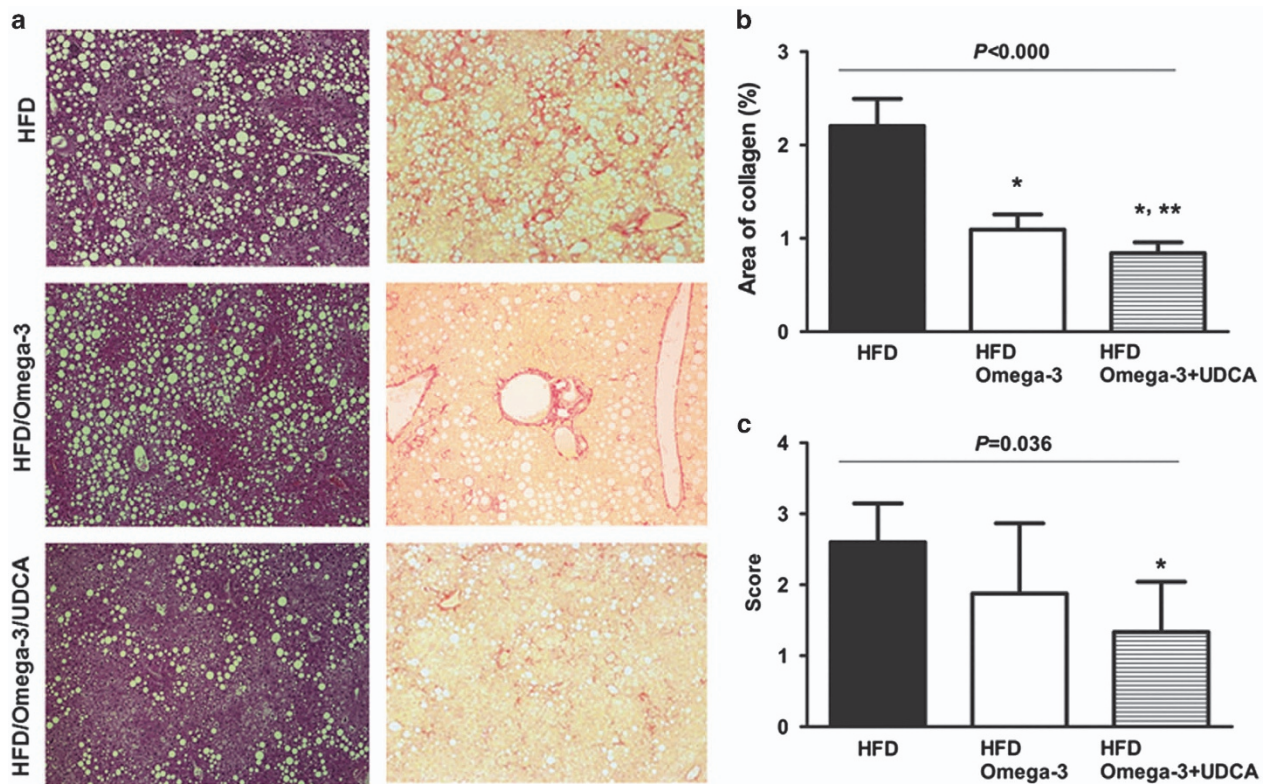 a
HFD
HFD/Omega-3
HFD/Omega-3/UDCA
b
P<0.000
Area of collagen (%)
3
2
1
0
*
*, **
HFD
HFD
Omega-3
HFD
Omega-3+UDCA
c
P=0.036
Score
4
3
2
1
0
*
HFD
HFD
Omega-3
HFD
Omega-3+UDCA